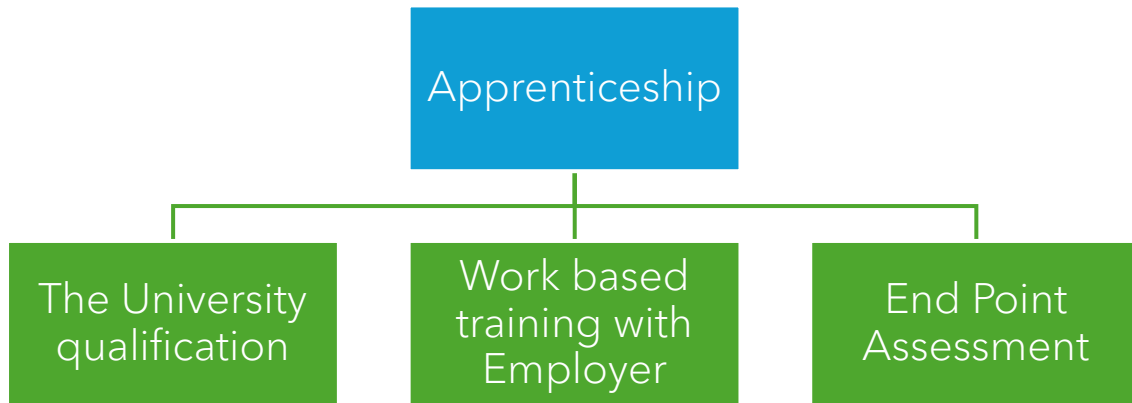 Apprenticeship
The University
qualification
Work based
training with
Employer
End Point
Assessment